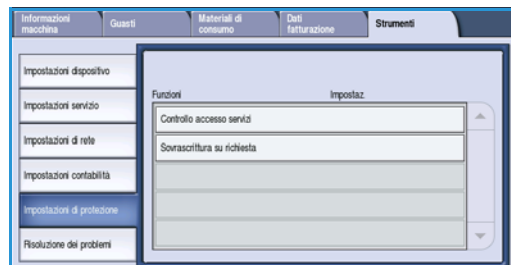 Informazioni macchina
Guasti
Materiali di consumo
Dati fatturazione
Strumenti
Impostazioni dispositivo
Impostazioni servizio
Impostazioni di rete
Impostazioni contabilità
Impostazioni di protezione
Risoluzione dei problemi
Funzioni Impostaz.
Controllo accesso servizi
Sovrascrittura su richiesta